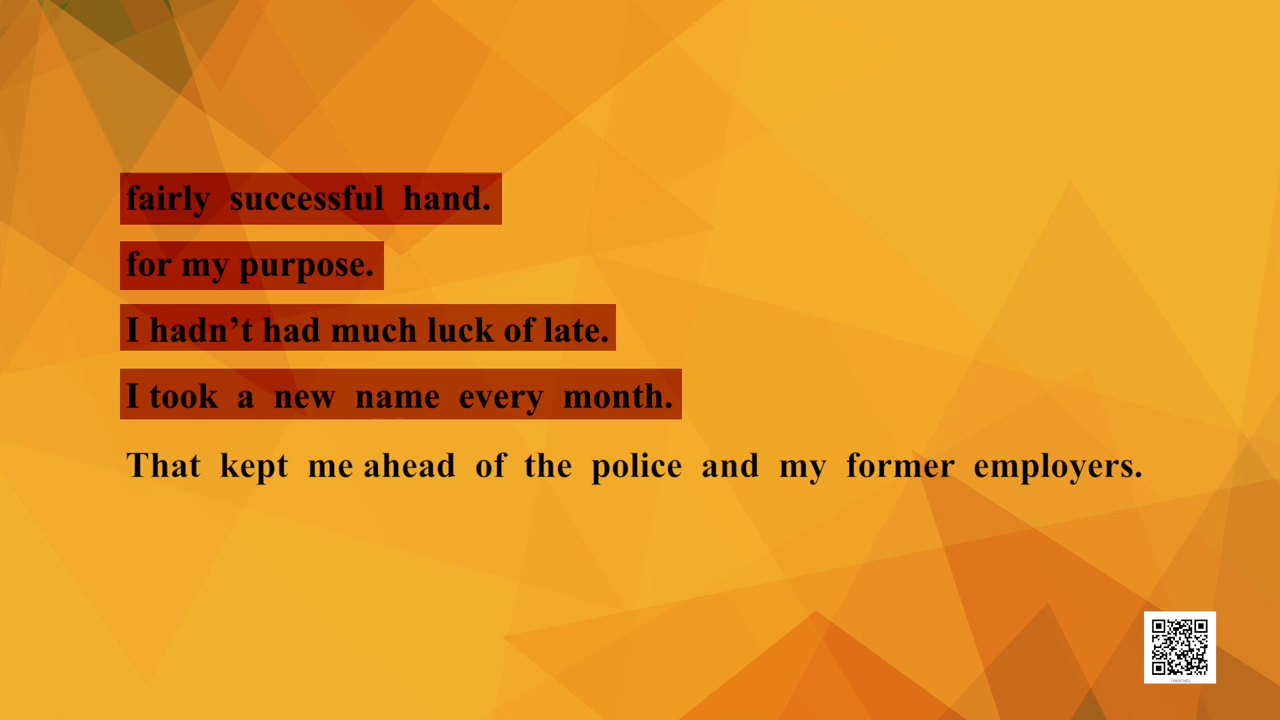 fairly successful hand.
for my purpose.
I hadn’t had much luck of late.
I took a new name every month.
That kept me ahead of the police and my former employers.